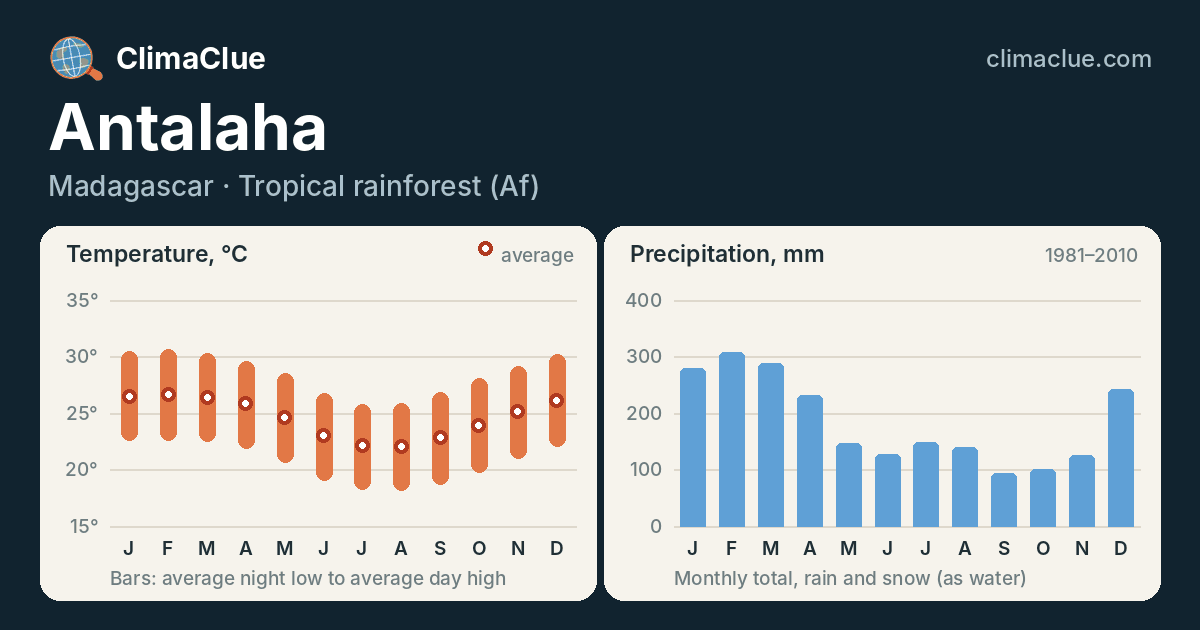 ClimaClue
climaclue.com
Antalaha
Madagascar · Tropical rainforest (Af)
Temperature, °C
average
35°
30°
25°
20°
15°
J F M A M J J A S O N D
Bars: average night low to average day high
Precipitation, mm
1981–2010
400
300
200
100
0
J F M A M J J A S O N D
Monthly total, rain and snow (as water)